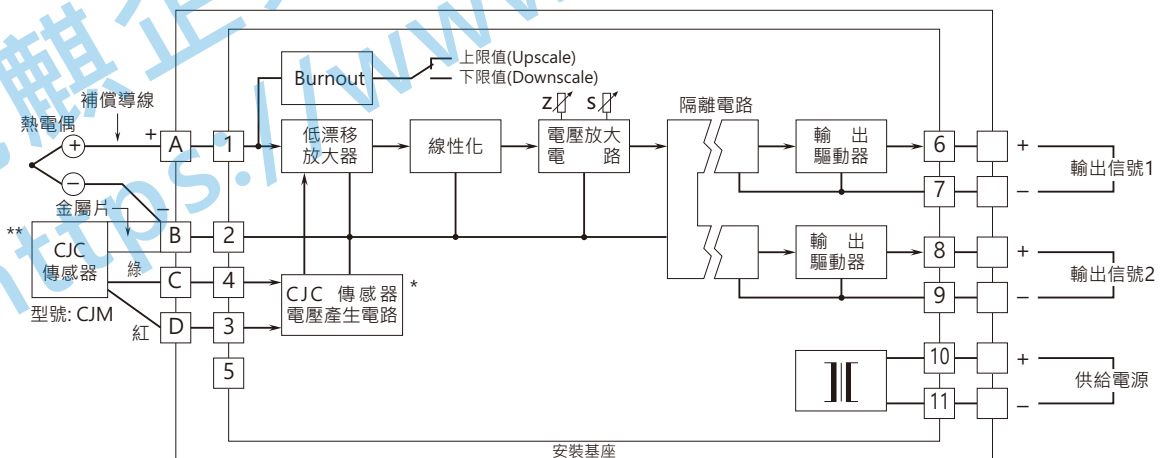 麒
https://www
Burnout
上限值(Upscale)
下限值(Downscale)
補償導線
熱電偶
+
+
−
A
1
低漂移
放大器
線性化
Z
S
電壓放大
電 路
隔離電路
輸 出
驅動器
6
7
+
輸出信號1
−
金屬片
−
**
CJC
傳感器
型號: CJM
綠
紅
B
2
C
4
D
3
5
CJC 傳感器
電壓產生電路
*
輸 出
驅動器
8
9
+
輸出信號2
−
10
11
+
供給電源
−
安裝基座